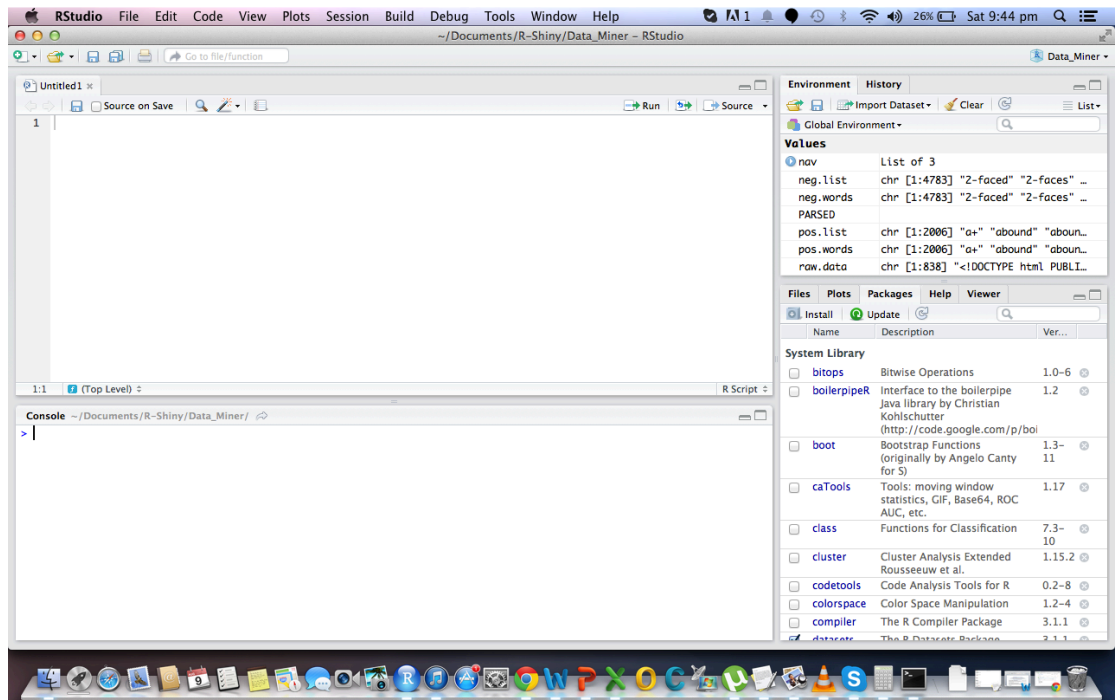 RStudio File Edit Code View Plots Session Build Debug Tools Window Help 1 26% Sat 9:44 pm
~/Documents/R-Shiny/Data_Miner – RStudio
Go to file/function Data_Miner
Untitled1
Source on Save Run Source
1
1:1 (Top Level) R Script
Console ~/Documents/R-Shiny/Data_Miner/
>
Environment History
Import Dataset Clear List
Global Environment
Values
nav List of 3
neg.list chr [1:4783] "2-faced" "2-faces" …
neg.words chr [1:4783] "2-faced" "2-faces" …
PARSED
pos.list chr [1:2006] "a+" "abound" "aboun…
pos.words chr [1:2006] "a+" "abound" "aboun…
raw.data chr [1:838] "<!DOCTYPE html PUBLI…
Files Plots Packages Help Viewer
Install Update
Name Description Ver...
System Library
bitops Bitwise Operations 1.0-6
boilerpipeR Interface to the boilerpipe 1.2
Java library by Christian
Kohlschutter
(http://code.google.com/p/boi
boot Bootstrap Functions 1.3-
(originally by Angelo Canty 11
for S)
caTools Tools: moving window 1.17
statistics, GIF, Base64, ROC
AUC, etc.
class Functions for Classification 7.3-
10
cluster Cluster Analysis Extended 1.15.2
Rousseeuw et al.
codetools Code Analysis Tools for R 0.2-8
colorspace Color Space Manipulation 1.2-4
compiler The R Compiler Package 3.1.1
datasets The R Datasets Package 3.1.1
9 R W P X O C S